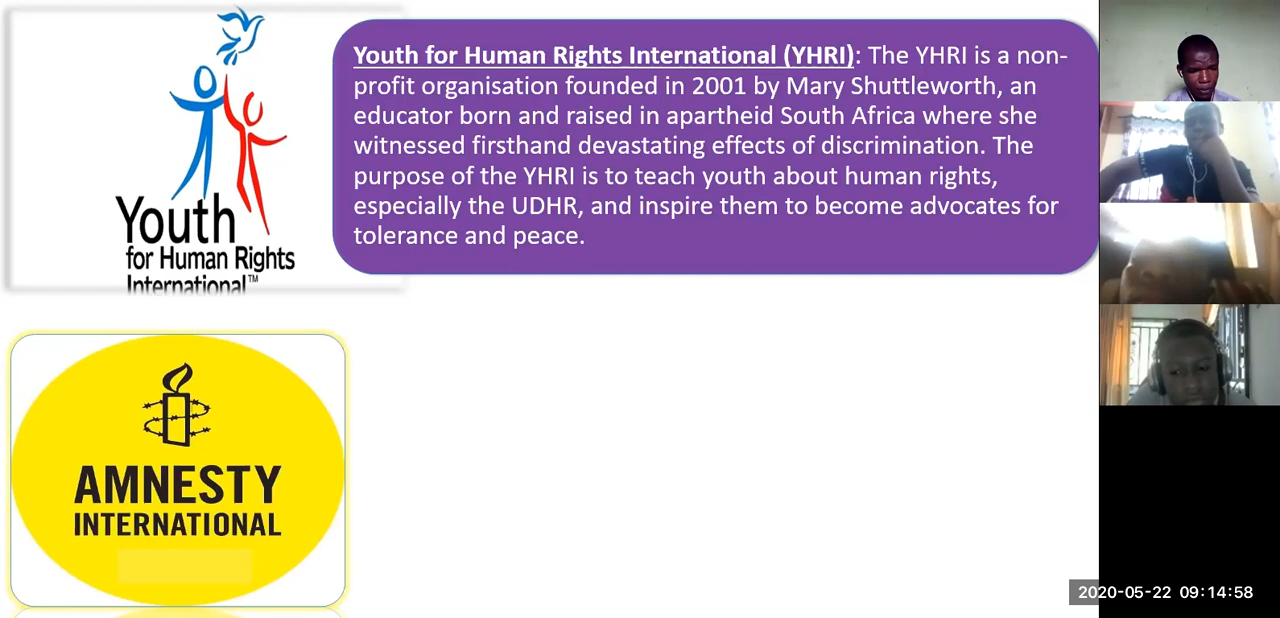 Youth
for Human Rights
International™
Youth for Human Rights International (YHRI): The YHRI is a non-
profit organisation founded in 2001 by Mary Shuttleworth, an
educator born and raised in apartheid South Africa where she
witnessed firsthand devastating effects of discrimination. The
purpose of the YHRI is to teach youth about human rights,
especially the UDHR, and inspire them to become advocates for
tolerance and peace.
AMNESTY
INTERNATIONAL
2020-05-22 09:14:58